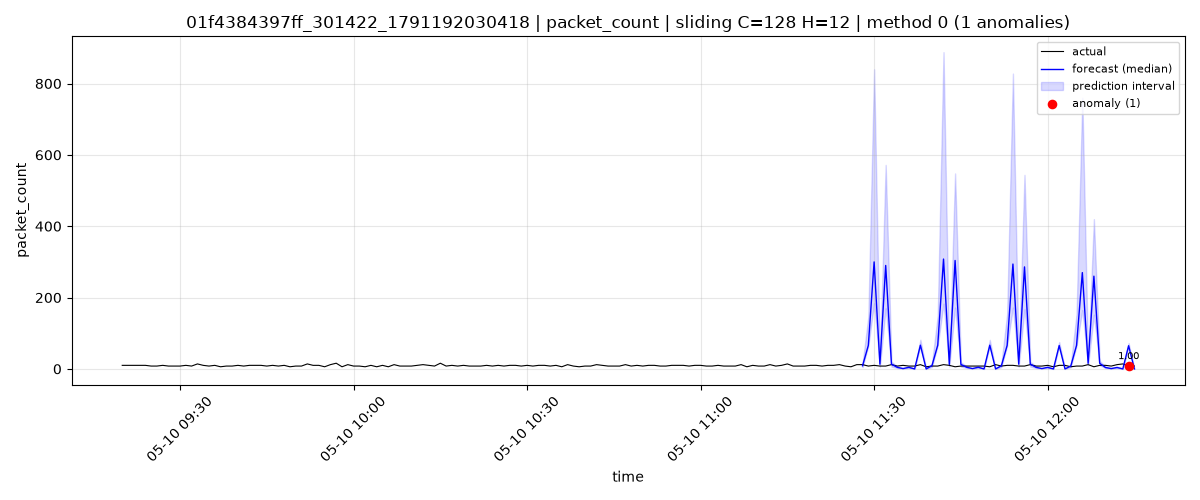 01f4384397ff_301422_1791192030418 | packet_count | sliding C=128 H=12 | method 0 (1 anomalies)
actual
forecast (median)
prediction interval
anomaly (1)
packet_count
800
600
400
200
0
1.00
05-10 09:30
05-10 10:00
05-10 10:30
05-10 11:00
05-10 11:30
05-10 12:00
time